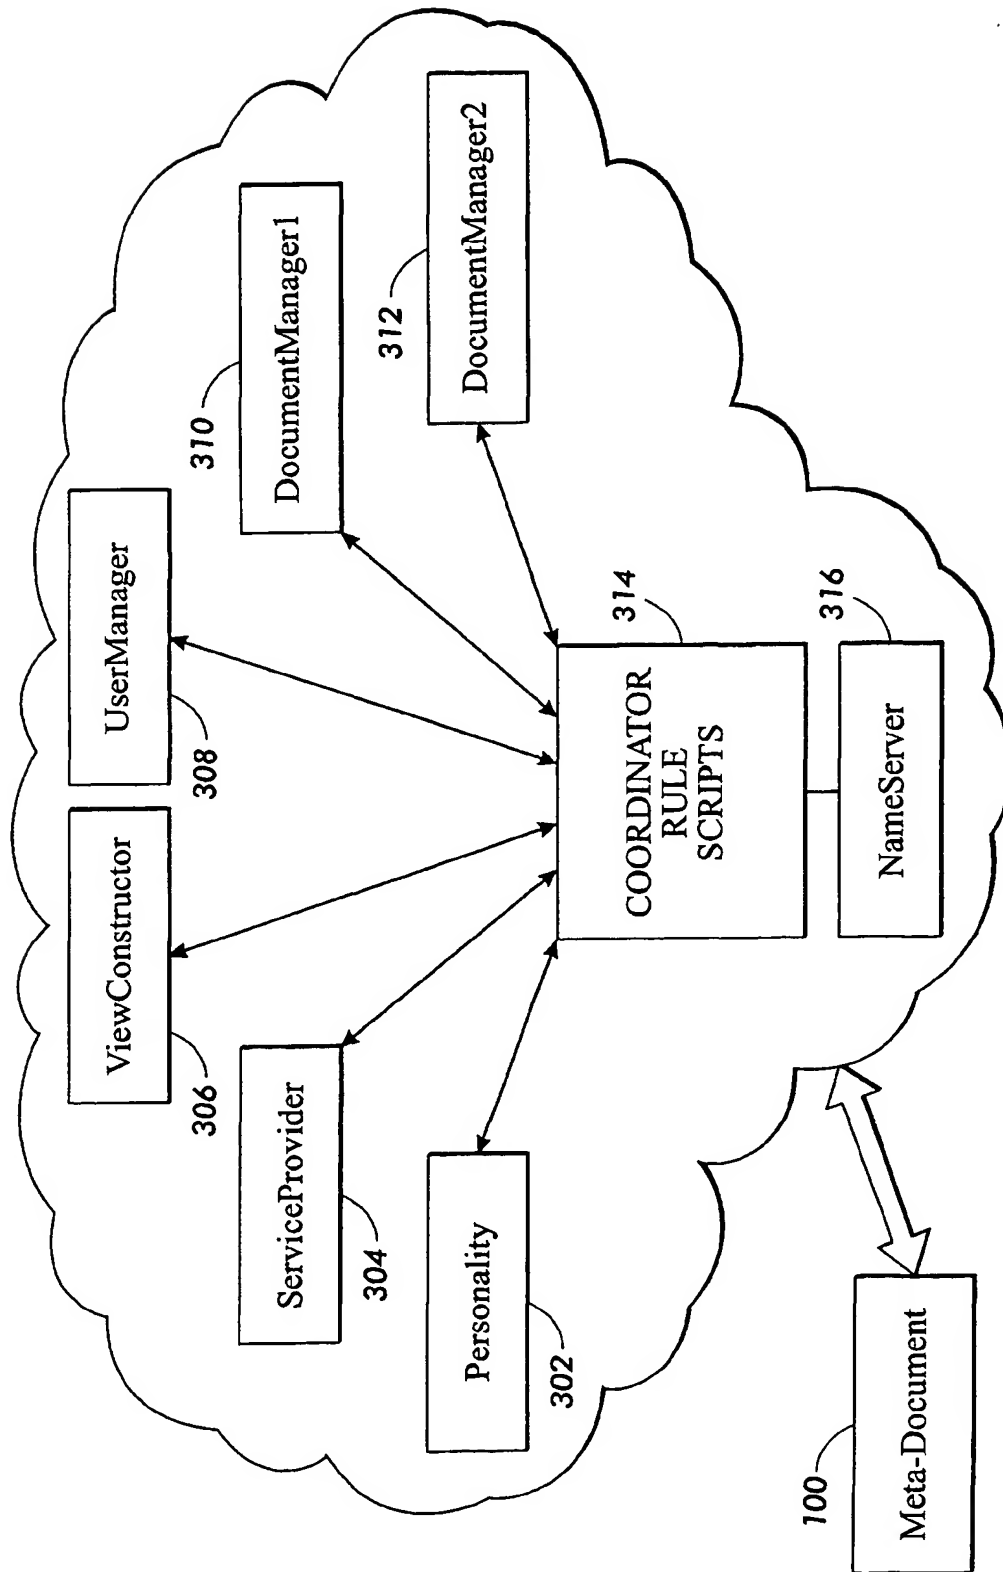 ViewConstructor
306
UserManager
308
ServiceProvider
304
310
DocumentManager1
Personality
302
312
DocumentManager2
COORDINATOR
RULE
SCRIPTS
314
NameServer
316
100
Meta-Document